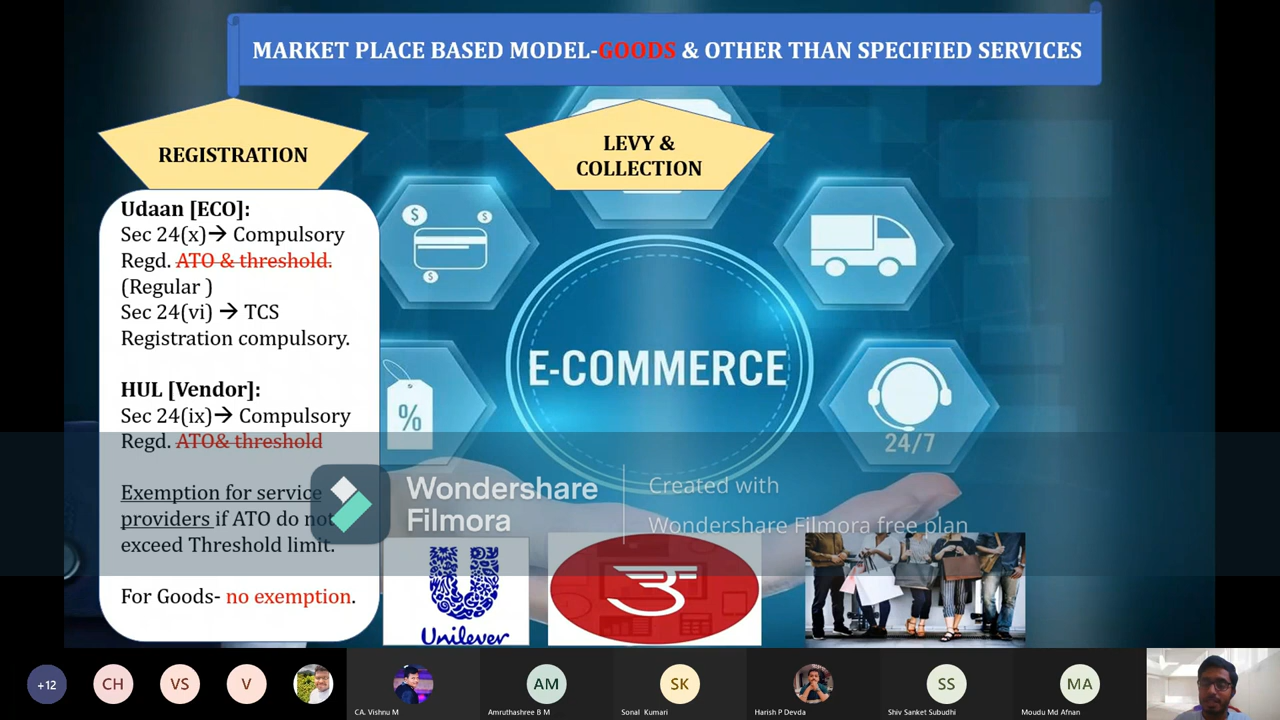 MARKET PLACE BASED MODEL-GOODS & OTHER THAN SPECIFIED SERVICES
REGISTRATION
LEVY &
COLLECTION
Udaan [ECO]:
Sec 24(x)→ Compulsory
Regd. ATO & threshold.
(Regular )
Sec 24(vi) → TCS
Registration compulsory.
HUL [Vendor]:
Sec 24(ix)→ Compulsory
Regd. ATO& threshold
Exemption for service
providers if ATO do not
exceed Threshold limit.
For Goods- no exemption.
$
$
$
%
E-COMMERCE
24/7
Wondershare
Filmora
Created with
Wondershare Filmora free plan
Unilever
उ
+12
CH
VS
V
CA. Vishnu M
AM
Amruthashree B M
SK
Sonal Kumari
Harish P Devda
SS
Shiv Sanket Subudhi
MA
Moudu Md Afnan